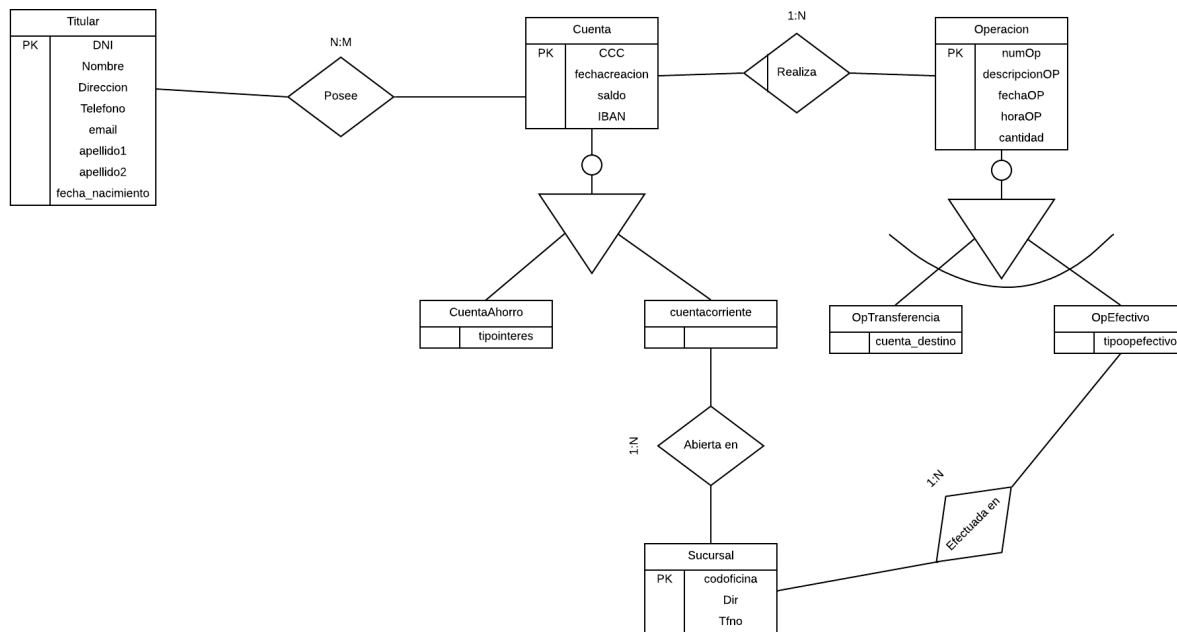 Titular
PK
DNI
Nombre
Direccion
Telefono
email
apellido1
apellido2
fecha_nacimiento
N:M
Posee
Cuenta
PK
CCC
fechacreacion
saldo
IBAN
1:N
Realiza
Operacion
PK
numOp
descripcionOP
fechaOP
horaOP
cantidad
CuentaAhorro
tipointeres
cuentacorriente
OpTransferencia
cuenta_destino
OpEfectivo
tipoopefectivo
1:N
Abierta en
1:N
Efectuada en
Sucursal
PK
codoficina
Dir
Tfno